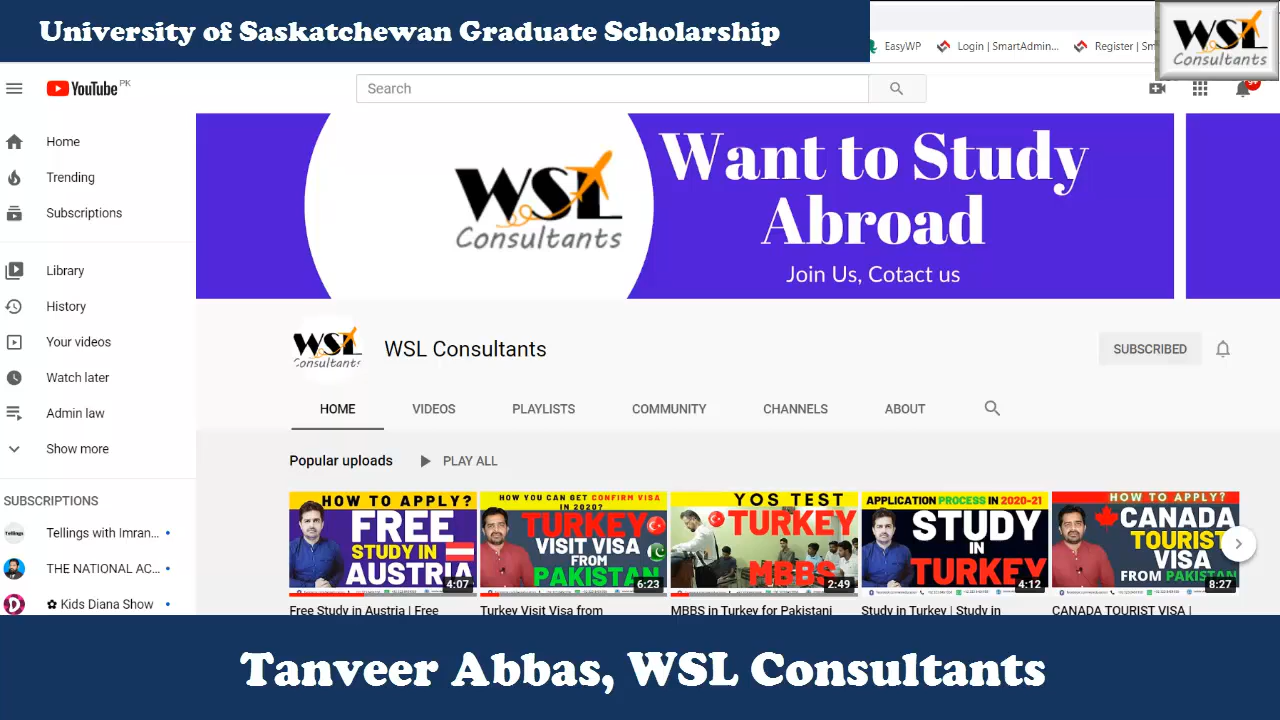 University of Saskatchewan Graduate Scholarship
EasyWP
Login | SmartAdmin...
Register | Sm
WSL
Consultants
YouTube PK
Search
9+
Home
Trending
Subscriptions
Library
History
Your videos
Watch later
Admin law
Show more
SUBSCRIPTIONS
Tellings with Imran...
THE NATIONAL AC...
✿ Kids Diana Show
WSL
Consultants
Want to Study
Abroad
Join Us, Cotact us
WSL
Consultants
WSL Consultants
SUBSCRIBED
HOME
VIDEOS
PLAYLISTS
COMMUNITY
CHANNELS
ABOUT
Popular uploads
PLAY ALL
HOW TO APPLY?
FREE
STUDY IN
AUSTRIA
4:07
Free Study in Austria | Free
HOW YOU CAN GET CONFIRM VISA
IN 2020?
TURKEY
VISIT VISA
FROM
PAKISTAN
6:23
Turkey Visit Visa from
YOS TEST
TURKEY
MBBS
2:49
MBBS in Turkey for Pakistani
APPLICATION PROCESS IN 2020-21
STUDY
IN
TURKEY
4:12
Study in Turkey | Study in
HOW TO APPLY?
CANADA
TOURIST
VISA
FROM PAKISTAN
8:27
CANADA TOURIST VISA |
Tanveer Abbas, WSL Consultants